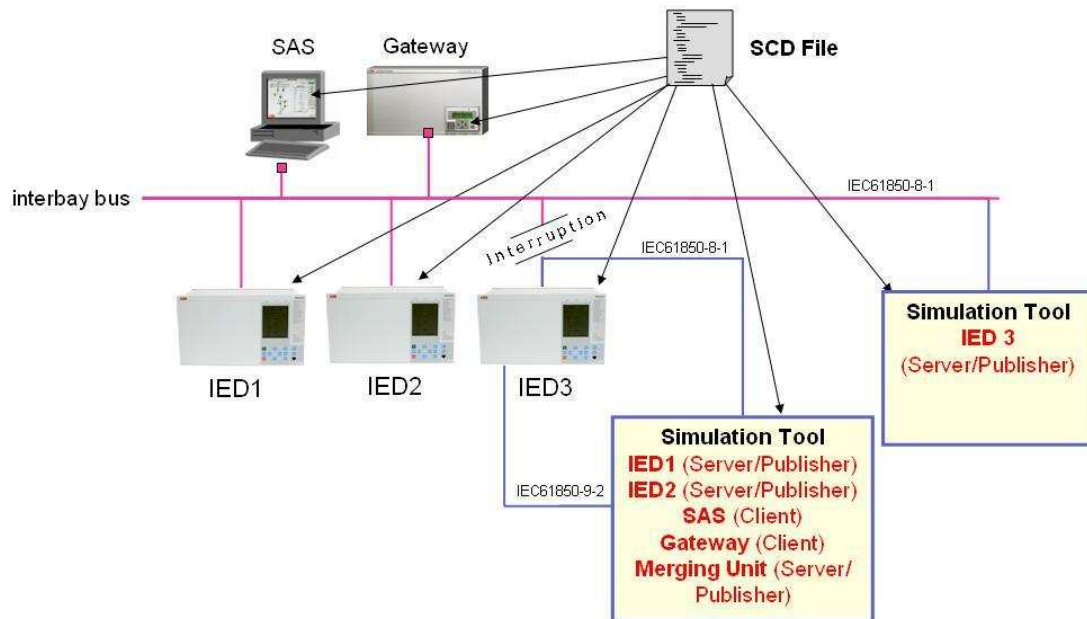 SAS
Gateway
SCD File
interbay bus
IEC61850-8-1
Interruption
IEC61850-8-1
IED1
IED2
IED3
Simulation Tool
IED 3
(Server/Publisher)
IEC61850-9-2
Simulation Tool
IED1 (Server/Publisher)
IED2 (Server/Publisher)
SAS (Client)
Gateway (Client)
Merging Unit (Server/
Publisher)